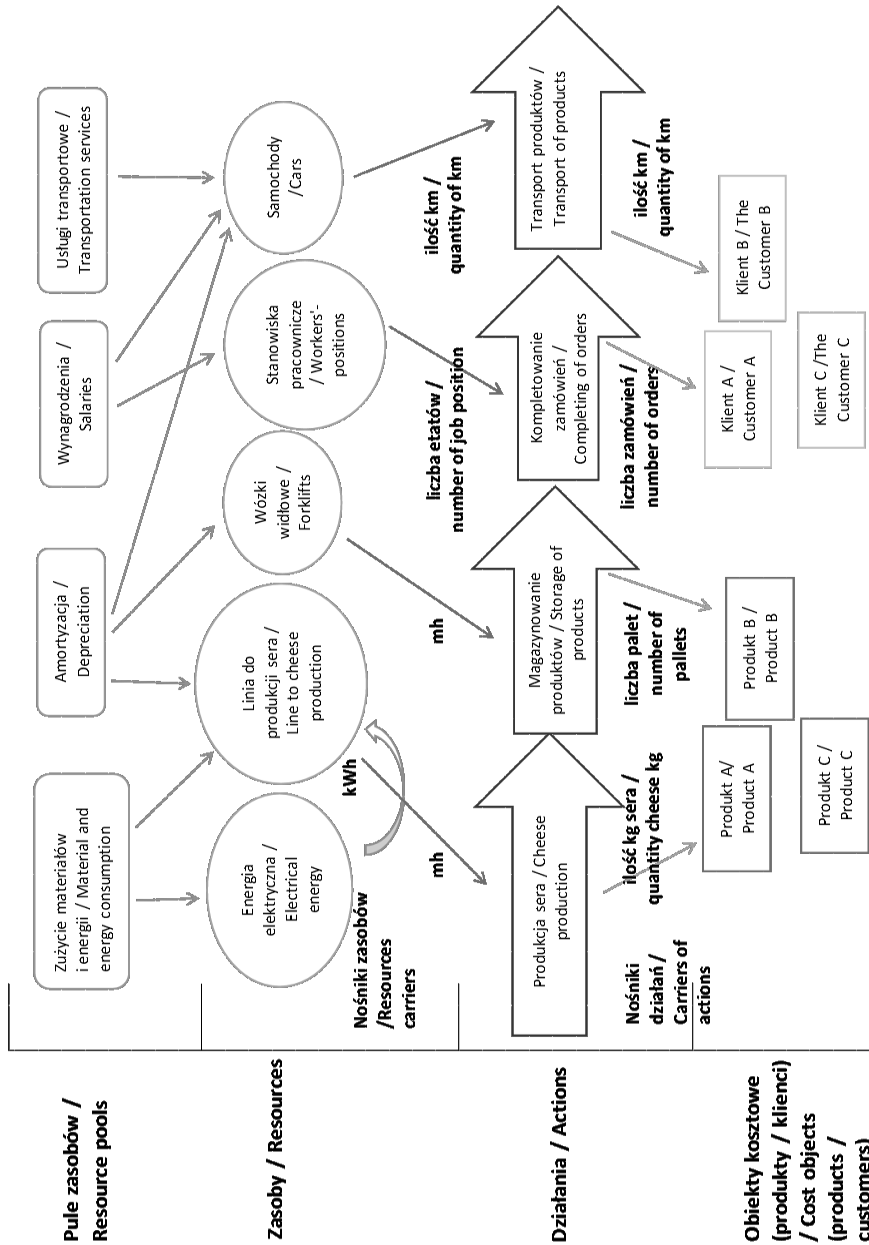 Pule zasobów /
Resource pools
Zużycie materiałów
i energii / Material and
energy consumption
Amortyzacja /
Depreciation
Wynagrodzenia /
Salaries
Usługi transportowe /
Transportation services
Zasoby / Resources
Energia
elektryczna /
Electrical
energy
Linia do
produkcji sera /
Line to cheese
production
Wózki
widłowe /
Forklifts
Stanowiska
pracownicze
/ Workers'-
positions
Samochody
/Cars
Nośniki zasobów
/Resources
carriers
kWh
mh
mh
liczba etatów /
number of job position
ilość km /
quantity of km
Działania / Actions
Produkcja sera / Cheese
production
Magazynowanie
produktów / Storage of
products
Kompletowanie
zamówień /
Completing of orders
Transport produktów /
Transport of products
Nośniki
działań /
Carriers of
actions
ilość kg sera /
quantity cheese kg
liczba palet /
number of
pallets
liczba zamówień /
number of orders
ilość km /
quantity of km
Obiekty kosztowe
(produkty / klienci)
/ Cost objects
(products /
customers)
Produkt A/
Product A
Produkt B /
Product B
Produkt C /
Product C
Klient A /
Customer A
Klient B / The
Customer B
Klient C /The
Customer C